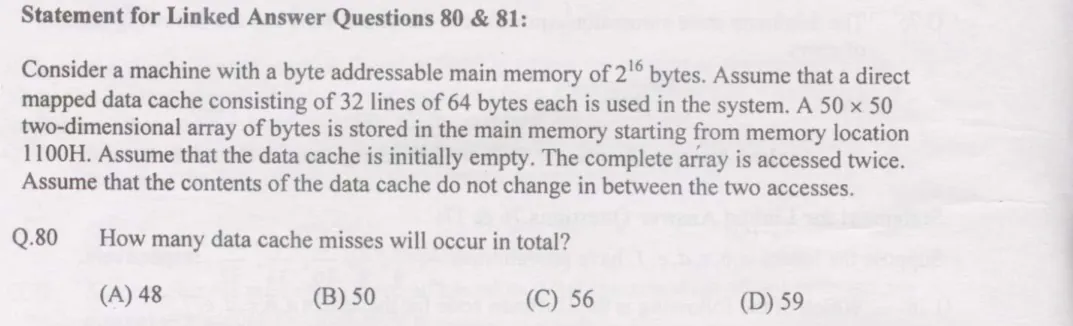 Statement for Linked Answer Questions 80 & 81:
Consider a machine with a byte addressable main memory of 2¹⁶ bytes. Assume that a direct
mapped data cache consisting of 32 lines of 64 bytes each is used in the system. A 50 × 50
two-dimensional array of bytes is stored in the main memory starting from memory location
1100H. Assume that the data cache is initially empty. The complete array is accessed twice.
Assume that the contents of the data cache do not change in between the two accesses.
Q.80 How many data cache misses will occur in total?
(A) 48 (B) 50 (C) 56 (D) 59